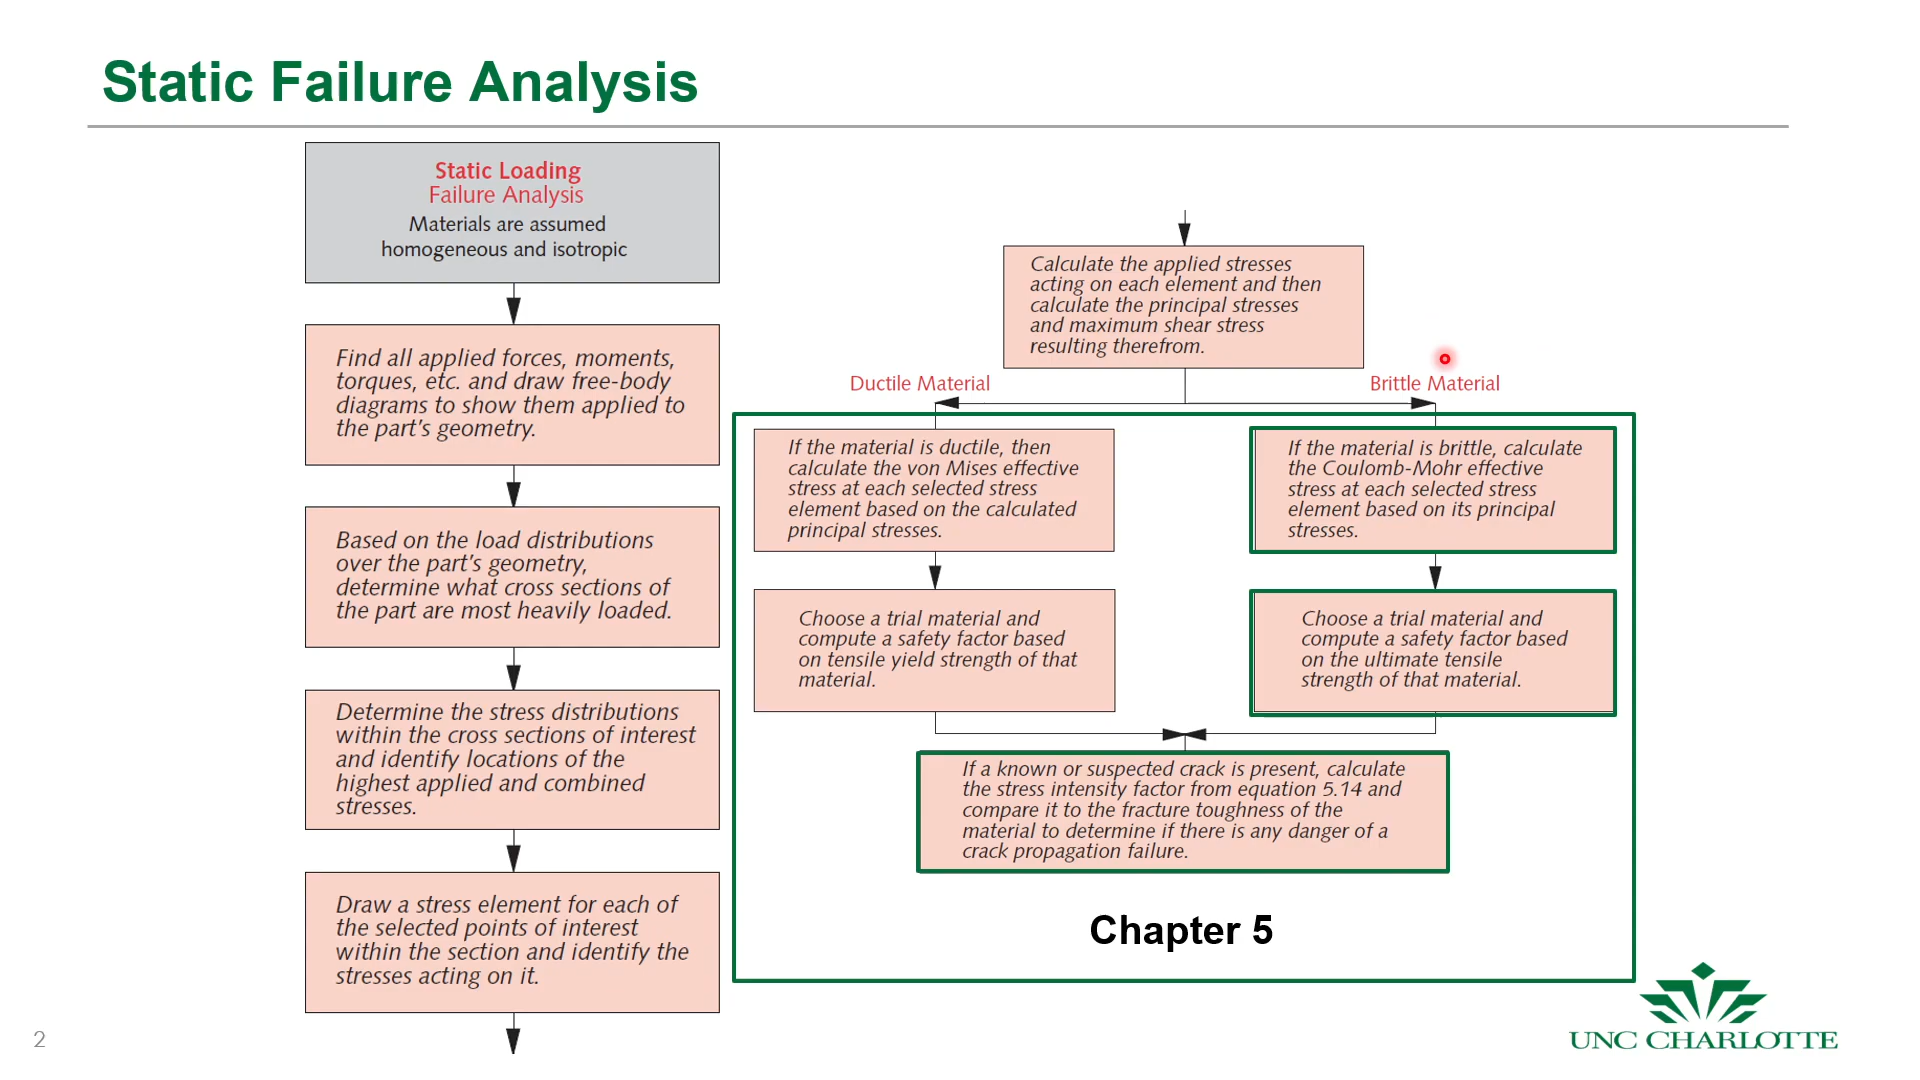 Static Failure Analysis
Static Loading
Failure Analysis
Materials are assumed
homogeneous and isotropic
Find all applied forces, moments,
torques, etc. and draw free-body
diagrams to show them applied to
the part's geometry.
Based on the load distributions
over the part's geometry,
determine what cross sections of
the part are most heavily loaded.
Determine the stress distributions
within the cross sections of interest
and identify locations of the
highest applied and combined
stresses.
Draw a stress element for each of
the selected points of interest
within the section and identify the
stresses acting on it.
Calculate the applied stresses
acting on each element and then
calculate the principal stresses
and maximum shear stress
resulting therefrom.
Ductile Material
Brittle Material
If the material is ductile, then
calculate the von Mises effective
stress at each selected stress
element based on the calculated
principal stresses.
If the material is brittle, calculate
the Coulomb-Mohr effective
stress at each selected stress
element based on its principal
stresses.
Choose a trial material and
compute a safety factor based
on tensile yield strength of that
material.
Choose a trial material and
compute a safety factor based
on the ultimate tensile
strength of that material.
If a known or suspected crack is present, calculate
the stress intensity factor from equation 5.14 and
compare it to the fracture toughness of the
material to determine if there is any danger of a
crack propagation failure.
Chapter 5
UNC CHARLOTTE
2